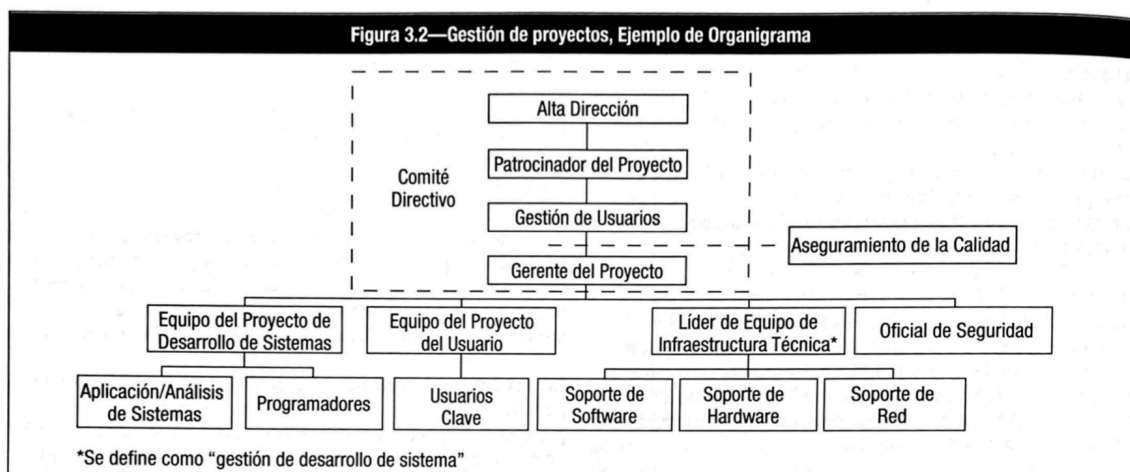 Figura 3.2—Gestión de proyectos, Ejemplo de Organigrama
Alta Dirección
Patrocinador del Proyecto
Comité
Directivo
Gestión de Usuarios
Aseguramiento de la Calidad
Gerente del Proyecto
Equipo del Proyecto de
Desarrollo de Sistemas
Equipo del Proyecto
del Usuario
Líder de Equipo de
Infraestructura Técnica*
Oficial de Seguridad
Aplicación/Análisis
de Sistemas
Programadores
Usuarios
Clave
Soporte de
Software
Soporte de
Hardware
Soporte de
Red
*Se define como “gestión de desarrollo de sistema”